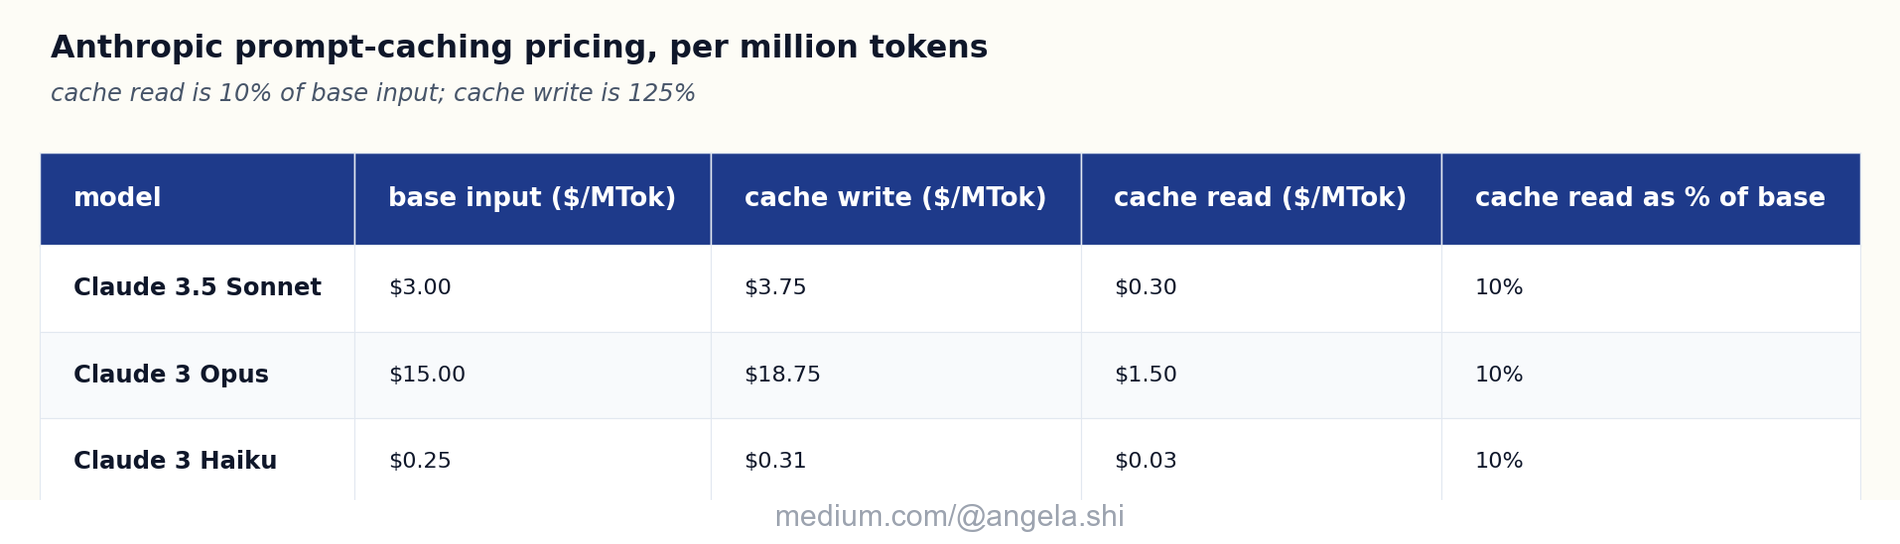 Anthropic prompt-caching pricing, per million tokens
cache read is 10% of base input; cache write is 125%
model base input ($/MTok) cache write ($/MTok) cache read ($/MTok) cache read as % of base
Claude 3.5 Sonnet $3.00 $3.75 $0.30 10%
Claude 3 Opus $15.00 $18.75 $1.50 10%
Claude 3 Haiku $0.25 $0.31 $0.03 10%
medium.com/@angela.shi